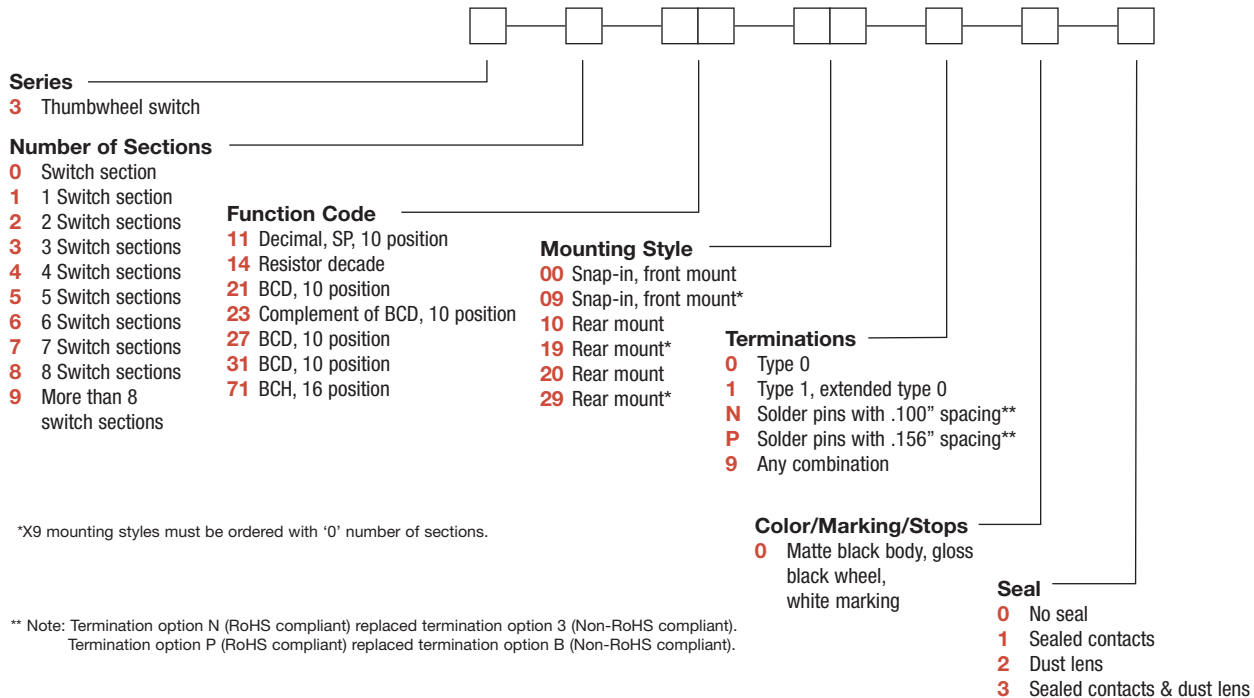 Series
3 Thumbwheel switch
Number of Sections
0 Switch section
1 1 Switch section
2 2 Switch sections
3 3 Switch sections
4 4 Switch sections
5 5 Switch sections
6 6 Switch sections
7 7 Switch sections
8 8 Switch sections
9 More than 8
switch sections
Function Code
11 Decimal, SP, 10 position
14 Resistor decade
21 BCD, 10 position
23 Complement of BCD, 10 position
27 BCD, 10 position
31 BCD, 10 position
71 BCH, 16 position
Mounting Style
00 Snap-in, front mount
09 Snap-in, front mount*
10 Rear mount
19 Rear mount*
20 Rear mount
29 Rear mount*
Terminations
0 Type 0
1 Type 1, extended type 0
N Solder pins with .100” spacing**
P Solder pins with .156” spacing**
9 Any combination
*X9 mounting styles must be ordered with ‘0’ number of sections.
Color/Marking/Stops
0 Matte black body, gloss
black wheel,
white marking
Seal
0 No seal
1 Sealed contacts
2 Dust lens
3 Sealed contacts & dust lens
** Note: Termination option N (RoHS compliant) replaced termination option 3 (Non-RoHS compliant).
Termination option P (RoHS compliant) replaced termination option B (Non-RoHS compliant).